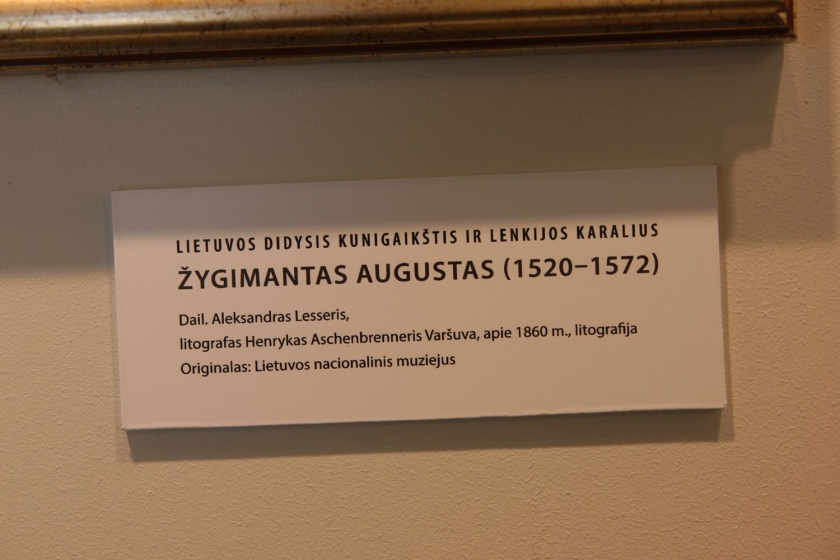 LIETUVOS DIDYSIS KUNIGAIKŠTIS IR LENKIJOS KARALIUS
ŽYGIMANTAS AUGUSTAS (1520–1572)
Dail. Aleksandras Lesseris,
litografas Henrykas Aschenbrenneris Varšuva, apie 1860 m., litografija
Originalas: Lietuvos nacionalinis muziejus